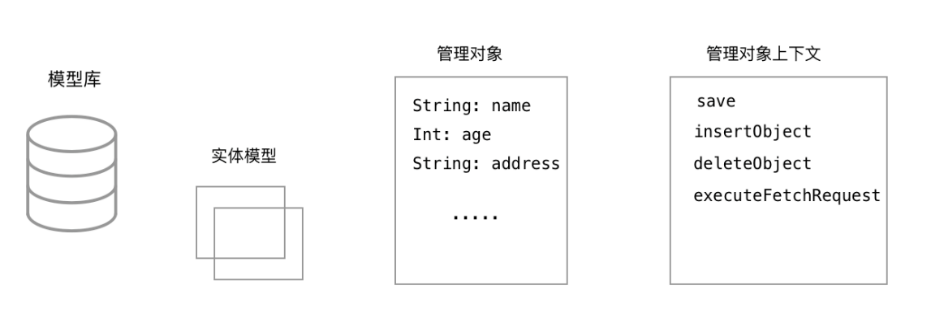 模型库
实体模型
管理对象
String: name
Int: age
String: address
.....
管理对象上下文
save
insertObject
deleteObject
executeFetchRequest